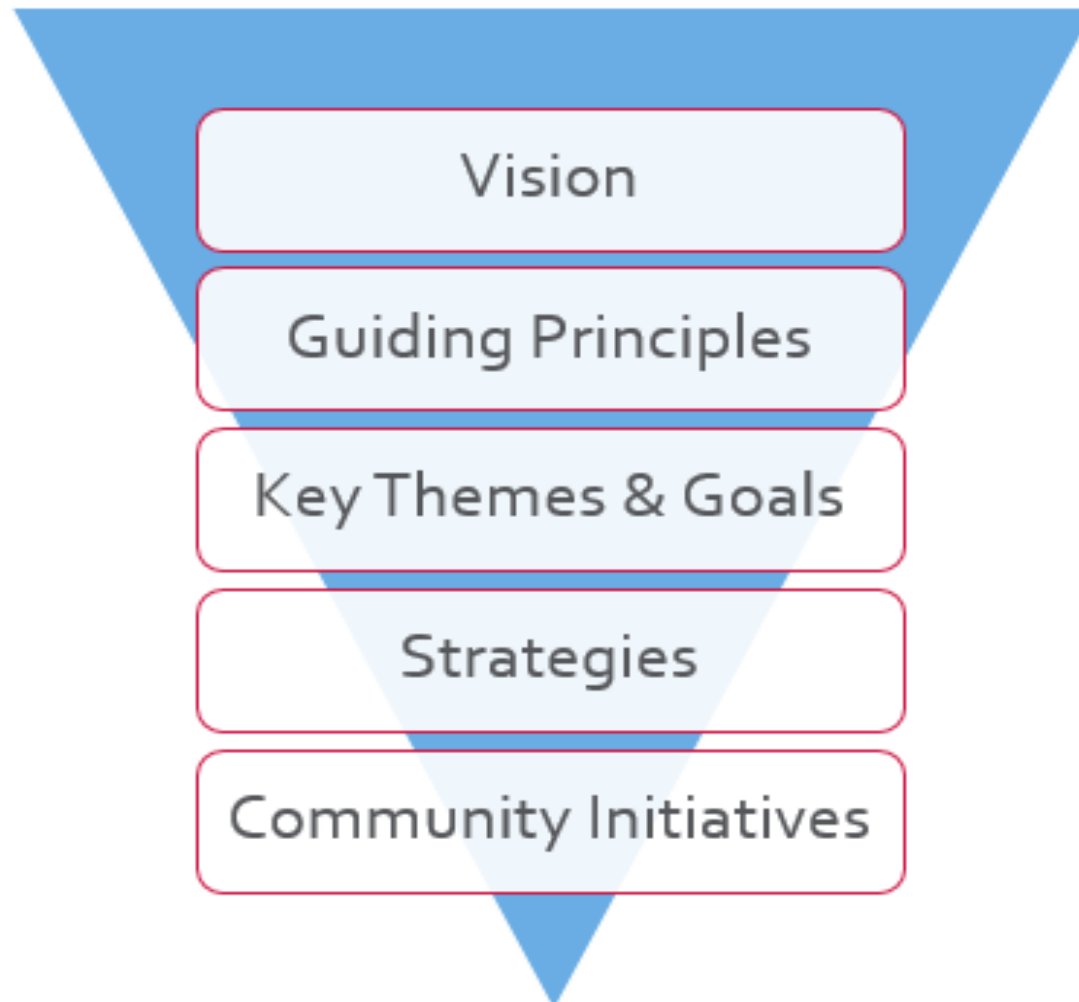 Vision
Guiding Principles
Key Themes & Goals
Strategies
Community Initiatives